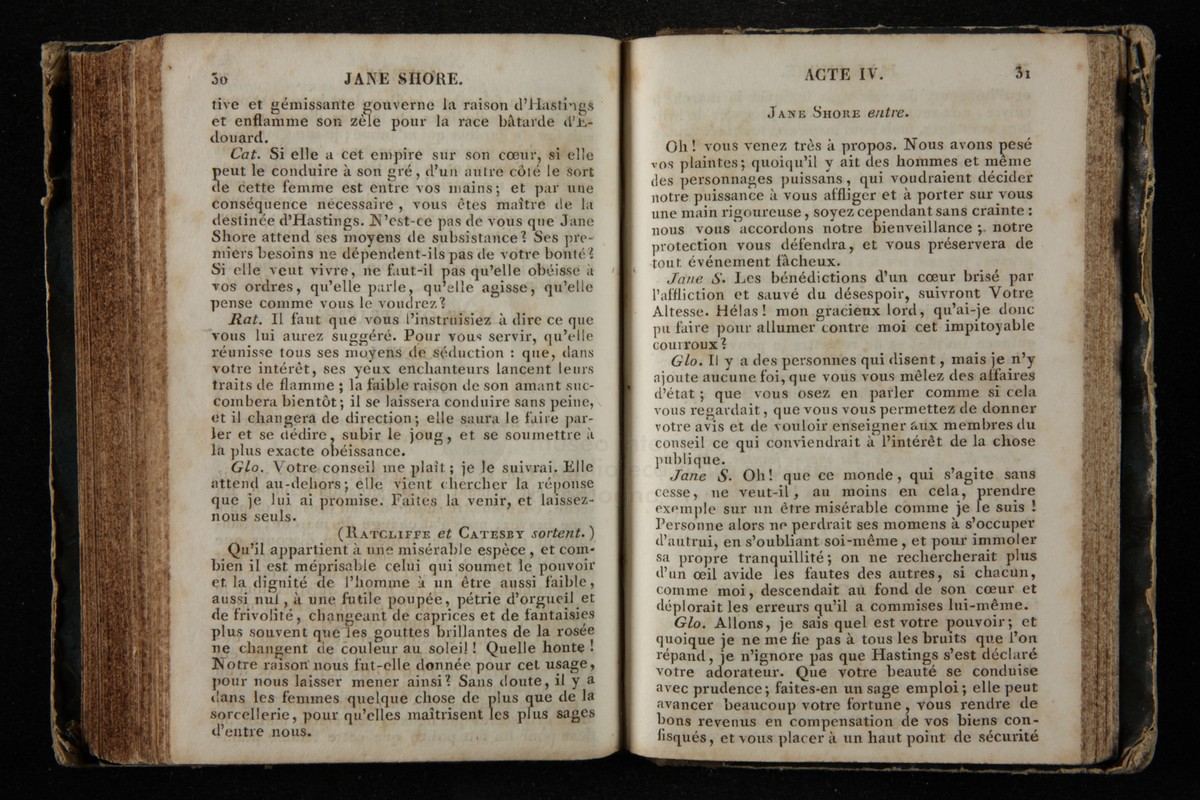 30 JANE SHORE.
tive et gémissante gouverne la raison d'Hastings
et enflamme son zèle pour la race bâtarde d'E-
douard.
Cat. Si elle a cet empire sur son cœur, si elle
peut le conduire à son gré, d'un autre côté le sort
de cette femme est entre vos mains; et par une
conséquence nécessaire, vous êtes maître de la
destinée d'Hastings. N'est-ce pas de vous que Jane
Shore attend ses moyens de subsistance? Ses pre-
miers besoins ne dépendent-ils pas de votre bonté?
Si elle veut vivre, ne faut-il pas qu'elle obéisse à
vos ordres, qu'elle parle, qu'elle agisse, qu'elle
pense comme vous le voudrez?
Rat. Il faut que vous l'instruisiez à dire ce que
vous lui aurez suggéré. Pour vous servir, qu'elle
réunisse tous ses moyens de séduction : que, dans
votre intérêt, ses yeux enchanteurs lancent leurs
traits de flamme ; la faible raison de son amant suc-
combera bientôt; il se laissera conduire sans peine,
et il changera de direction; elle saura le faire par-
ler et se dédire, subir le joug, et se soumettre à
la plus exacte obéissance.
Glo. Votre conseil me plaît ; je le suivrai. Elle
attend au-dehors; elle vient chercher la réponse
que je lui ai promise. Faites la venir, et laissez-
nous seuls.
(RATCLIFFE et CATESBY sortent.)
Qu'il appartient à une misérable espèce, et com-
bien il est méprisable celui qui soumet le pouvoir
et la dignité de l'homme à un être aussi faible,
aussi nul, à une futile poupée, pétrie d'orgueil et
de frivolité, changeant de caprices et de fantaisies
plus souvent que les gouttes brillantes de la rosée
ne changent de couleur au soleil! Quelle honte!
Notre raison nous fut-elle donnée pour cet usage,
pour nous laisser mener ainsi? Sans doute, il y a
dans les femmes quelque chose de plus que de la
sorcellerie, pour qu'elles maîtrisent les plus sages
d'entre nous.
ACTE IV. 31
JANE SHORE entre.
Oh! vous venez très à propos. Nous avons pesé
vos plaintes; quoiqu'il y ait des hommes et même
des personnages puissans, qui voudraient décider
notre puissance à vous affliger et à porter sur vous
une main rigoureuse, soyez cependant sans crainte :
nous vous accordons notre bienveillance ; notre
protection vous défendra, et vous préservera de
tout événement fâcheux.
Jane S. Les bénédictions d'un cœur brisé par
l'affliction et sauvé du désespoir, suivront Votre
Altesse. Hélas! mon gracieux lord, qu'ai-je donc
pu faire pour allumer contre moi cet impitoyable
courroux?
Glo. Il y a des personnes qui disent, mais je n'y
ajoute aucune foi, que vous vous mêlez des affaires
d'état ; que vous osez en parler comme si cela
vous regardait, que vous vous permettez de donner
votre avis et de vouloir enseigner aux membres du
conseil ce qui conviendrait à l'intérêt de la chose
publique.
Jane S. Oh! que ce monde, qui s'agite sans
cesse, ne veut-il, au moins en cela, prendre
exemple sur un être misérable comme je le suis !
Personne alors ne perdrait ses momens à s'occuper
d'autrui, en s'oubliant soi-même, et pour immoler
sa propre tranquillité; on ne rechercherait plus
d'un œil avide les fautes des autres, si chacun,
comme moi, descendait au fond de son cœur et
déplorait les erreurs qu'il a commises lui-même.
Glo. Allons, je sais quel est votre pouvoir; et
quoique je ne me fie pas à tous les bruits que l'on
répand, je n'ignore pas que Hastings s'est déclaré
votre adorateur. Que votre beauté se conduise
avec prudence; faites-en un sage emploi; elle peut
avancer beaucoup votre fortune, vous rendre de
bons revenus en compensation de vos biens con-
fisqués, et vous placer à un haut point de sécurité